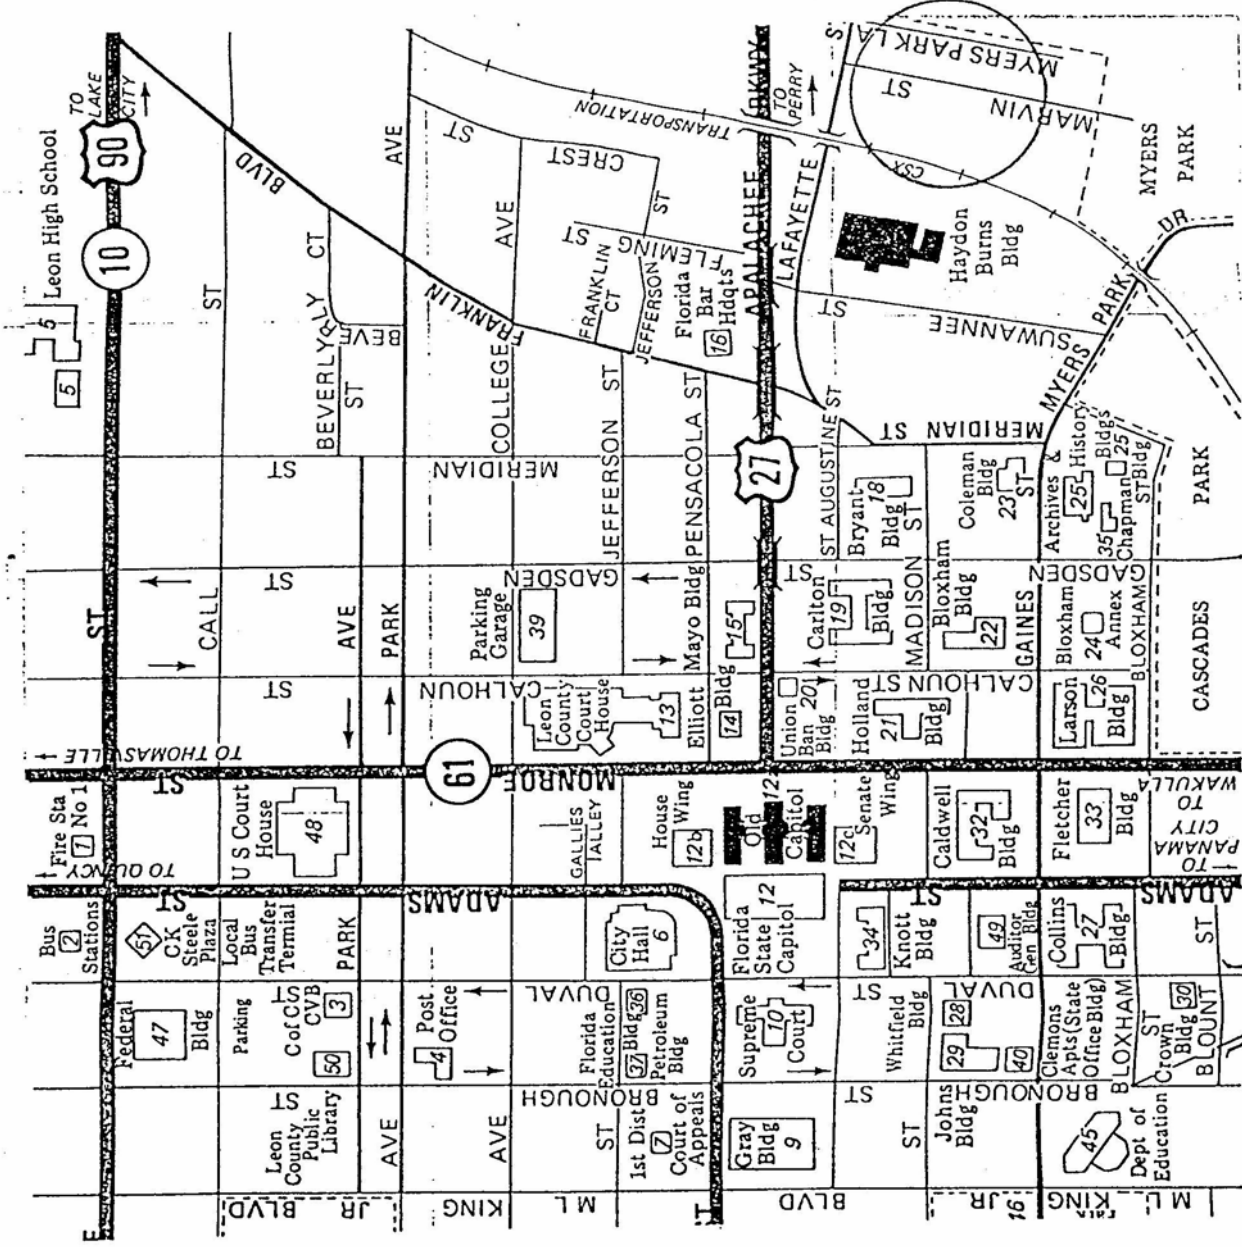 TO
LAKE
CITY
Leon High School
5
5
90
10
BLVD
AVE
ST
CREST
ST
AVE
ST
FLEMING
TRANSPORTATION
CSX
APALACHEE
PKWY
TO
PERRY
LAFAYETTE
S
ST
MYERS PARK LA
MARVIN
MYERS
PARK
DR
Haydon
Burns
Bldg
ST
SUWANNEE
MYERS
PARK
ST
CT
BEVERLY
BEVE
ST
FRANKLIN
FRANKLIN
FRANKLIN
CT
JEFFERSON
Florida
Bar
Hdqts
16
COLLEGE
JEFFERSON ST
PENSACOLA ST
27
ST AUGUSTINE ST
ST
MERIDIAN
MERIDIAN
ST
Bryant
Bldg
18
ST
Coleman
Bldg
23
ST
Archives &
History
Bldgs
25
25
35
Chapman
Bldg
ST
PARK
ST
CALL
ST
AVE
PARK
GADSDEN
ST
GADSDEN
Parking
Garage
39
Mayo Bldg
15
Carlton
19
Bldg
MADISON
Bloxham
Bldg
22
GAINES
Bloxham
24
Annex
BLOXHAM
CASCADES
ST
CALHOUN
CALHOUN ST
Leon
County
Court
House
13
Elliott
Bldg
14
Union
Ban 20
Bldg
Holland
21
Bldg
Larson
26
Bldg
TO THOMASVILLE
ST
61
MONROE
Fire Sta
1
No 1
TO QUINCY
U S Court
House
48
GALLIES
ALLEY
House
Wing
12b
Old
12
Capitol
Senate
Wing
12c
Caldwell
32
Bldg
Fletcher
33
Bldg
TO
WAKULLA
TO
PANAMA
CITY
ST
ADAMS
ST
ADAMS
Bus
2
Stations
51
C.K
Steele
Plaza
Local
Bus
Transfer
Termial
PARK
City
Hall
6
Florida
State
Capitol
12
34
Knott
Bldg
49
Auditor
Gen Bldg
Collins
27
Bldg
ST
Federal
47
Bldg
Parking
C of C
CVB
3
50
ST
DUVAL
ST
DUVAL
Post
Office
4
Florida
Education
Bldg 36
37
Petroleum
Bldg
Supreme
10
Court
Whitfield
Bldg
28
29
40
Clemons
Apts (State
Office Bldg)
BLOXHAM
ST
Crown
Bldg
30
BLOUNT
ST
BRONOUGH
ST
BRONOUGH
Leon
County
Public
Library
AVE
AVE
ST
1st Dist
7
Court of
Appeals
Gray
Bldg
9
ST
Johns
Bldg
45
Dept of
Education
BLVD
JR
KING
M L
BLVD
JR
16
KING
M L